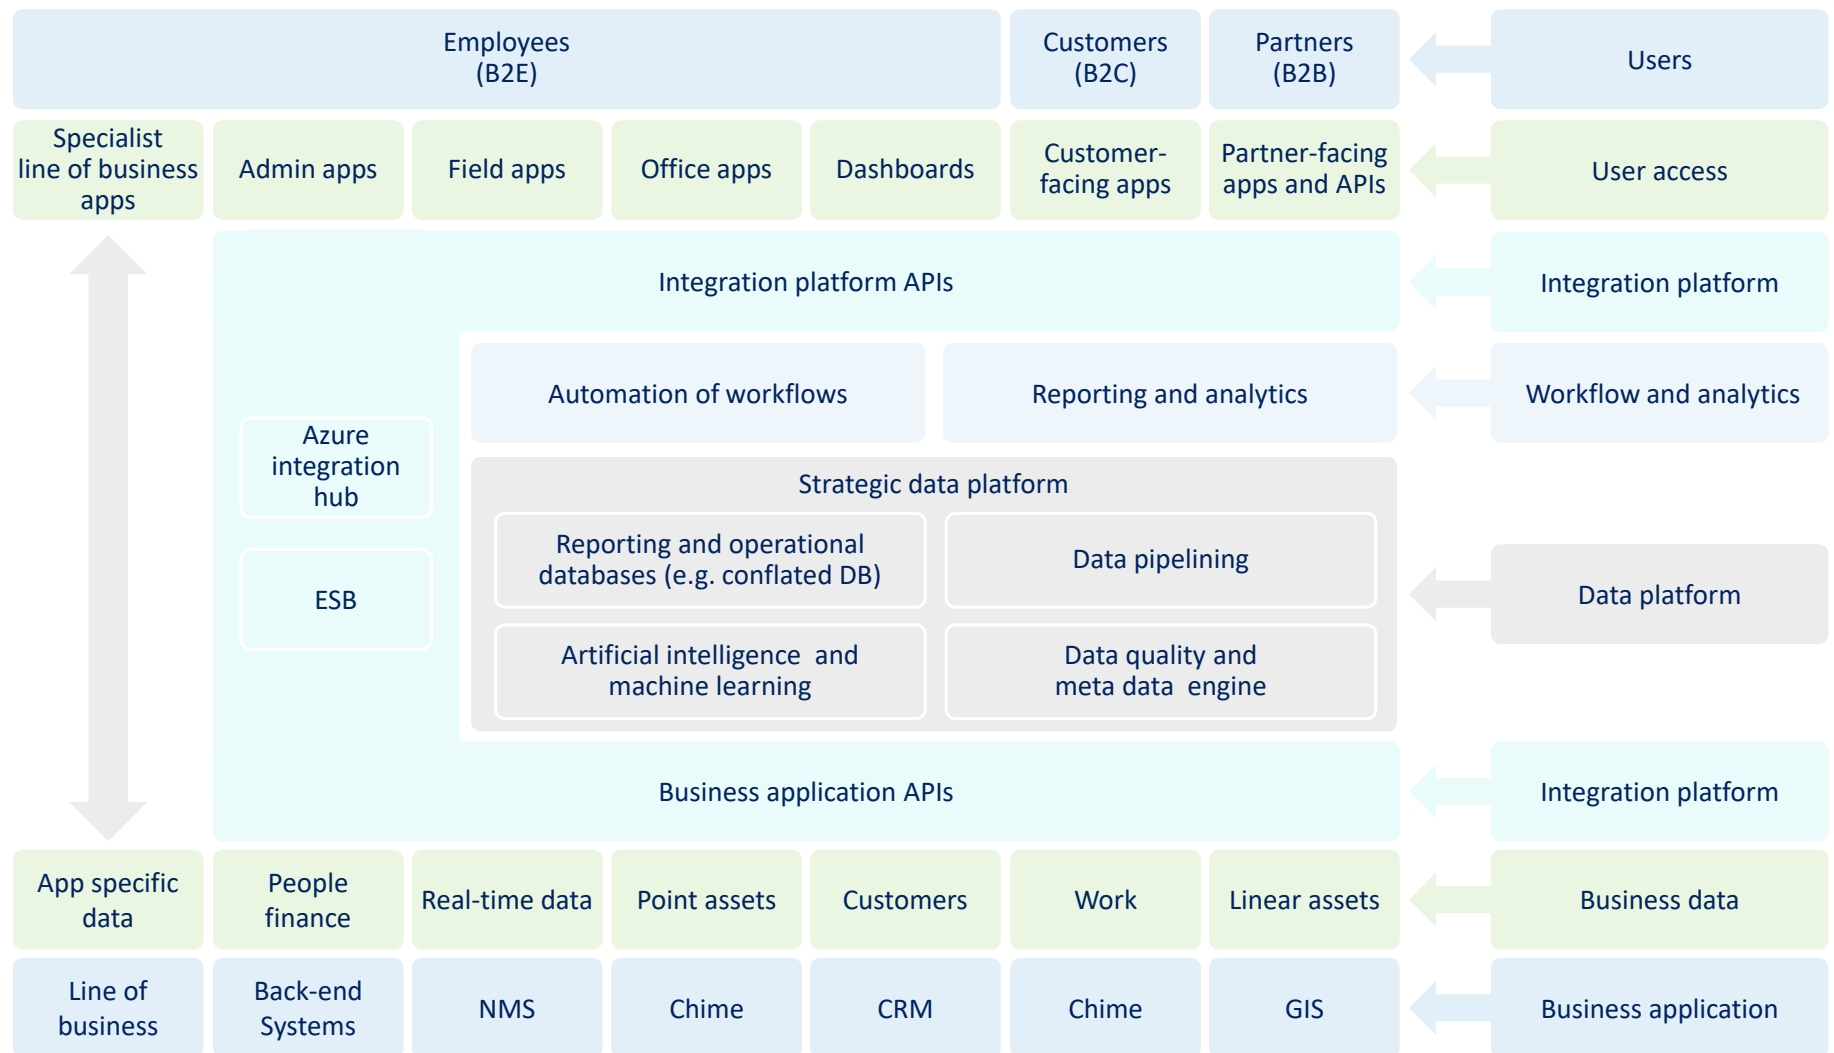 Employees
(B2E)
Customers
(B2C)
Partners
(B2B)
Users
Specialist
line of business
apps
Admin apps
Field apps
Office apps
Dashboards
Customer-
facing apps
Partner-facing
apps and APIs
User access
Integration platform APIs
Integration platform
Automation of workflows
Reporting and analytics
Workflow and analytics
Azure
integration
hub
ESB
Strategic data platform
Reporting and operational
databases (e.g. conflated DB)
Data pipelining
Artificial intelligence and
machine learning
Data quality and
meta data engine
Data platform
Business application APIs
Integration platform
App specific
data
People
finance
Real-time data
Point assets
Customers
Work
Linear assets
Business data
Line of
business
Back-end
Systems
NMS
Chime
CRM
Chime
GIS
Business application